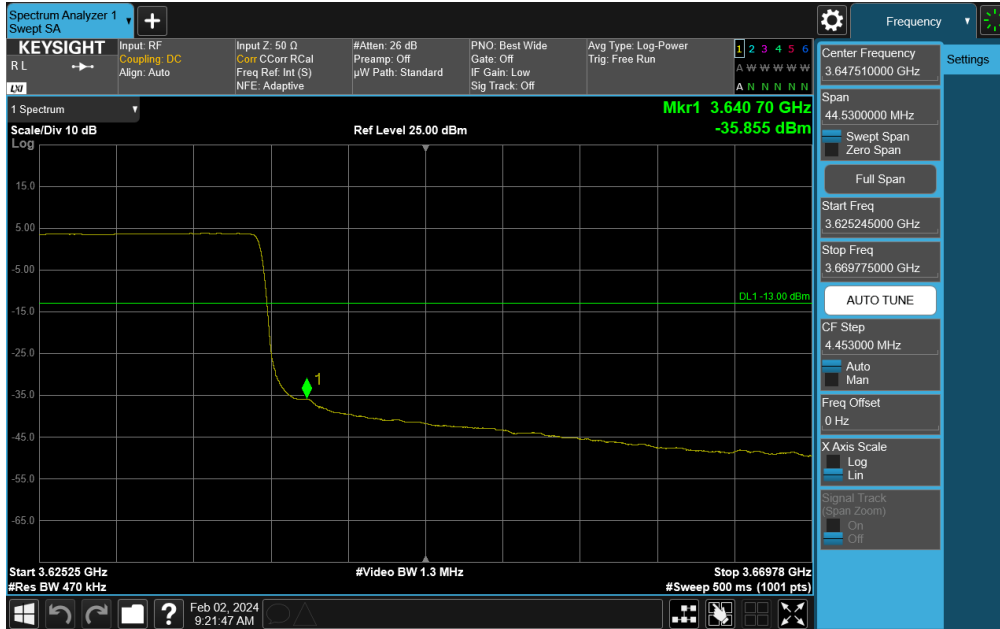 Spectrum Analyzer 1
Swept SA
+
Frequency
KEYSIGHT
R L
LXI
Input: RF
Coupling: DC
Align: Auto
Input Z: 50 Ω
Corr CCorr RCal
Freq Ref: Int (S)
NFE: Adaptive
#Atten: 26 dB
Preamp: Off
µW Path: Standard
PNO: Best Wide
Gate: Off
IF Gain: Low
Sig Track: Off
Avg Type: Log-Power
Trig: Free Run
1 2 3 4 5 6
A W W W W W
A N N N N N
1 Spectrum
Scale/Div 10 dB
Log
Ref Level 25.00 dBm
Mkr1 3.640 70 GHz
-35.855 dBm
15.0
5.00
-5.00
-15.0
-25.0
-35.0
-45.0
-55.0
-65.0
DL1 -13.00 dBm
1
Start 3.62525 GHz
#Res BW 470 kHz
#Video BW 1.3 MHz
Stop 3.66978 GHz
#Sweep 500 ms (1001 pts)
Center Frequency
3.647510000 GHz
Settings
Span
44.5300000 MHz
Swept Span
Zero Span
Full Span
Start Freq
3.625245000 GHz
Stop Freq
3.669775000 GHz
AUTO TUNE
CF Step
4.453000 MHz
Auto
Man
Freq Offset
0 Hz
X Axis Scale
Log
Lin
Signal Track
(Span Zoom)
On
Off
?
Feb 02, 2024
9:21:47 AM